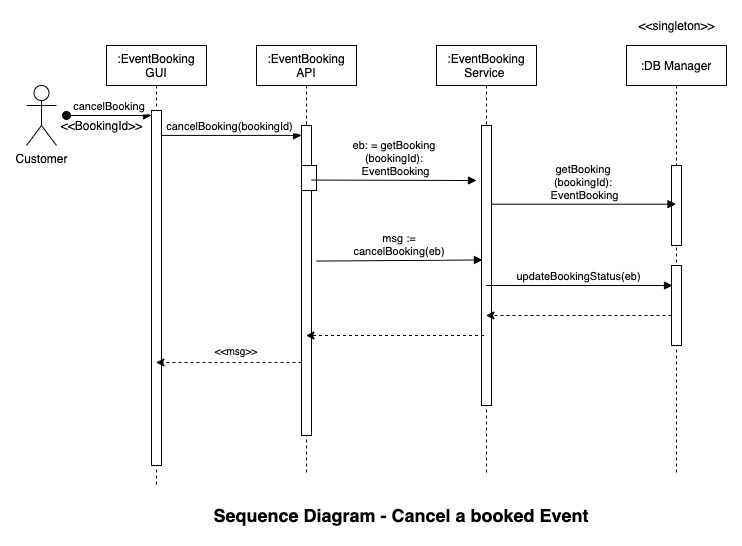 <<singleton>>
:EventBooking
GUI
:EventBooking
API
:EventBooking
Service
:DB Manager
cancelBooking
<<BookingId>>
Customer
cancelBooking(bookingId)
eb: = getBooking
(bookingId):
EventBooking
getBooking
(bookingId):
EventBooking
msg :=
cancelBooking(eb)
updateBookingStatus(eb)
<<msg>>
Sequence Diagram - Cancel a booked Event